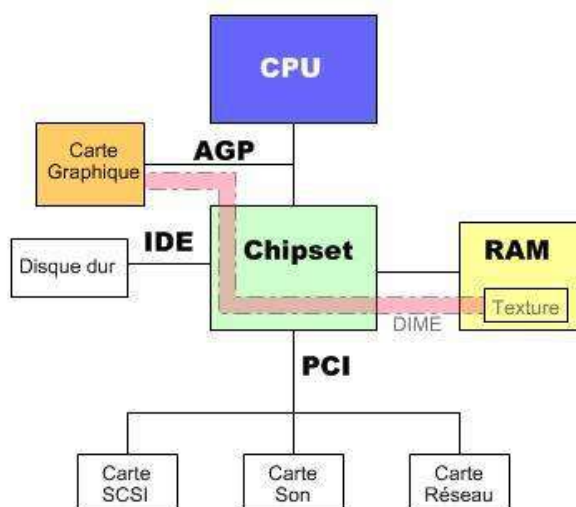 CPU
Carte
Graphique
AGP
IDE
Disque dur
Chipset
RAM
Texture
DIME
PCI
Carte
SCSI
Carte
Son
Carte
Réseau